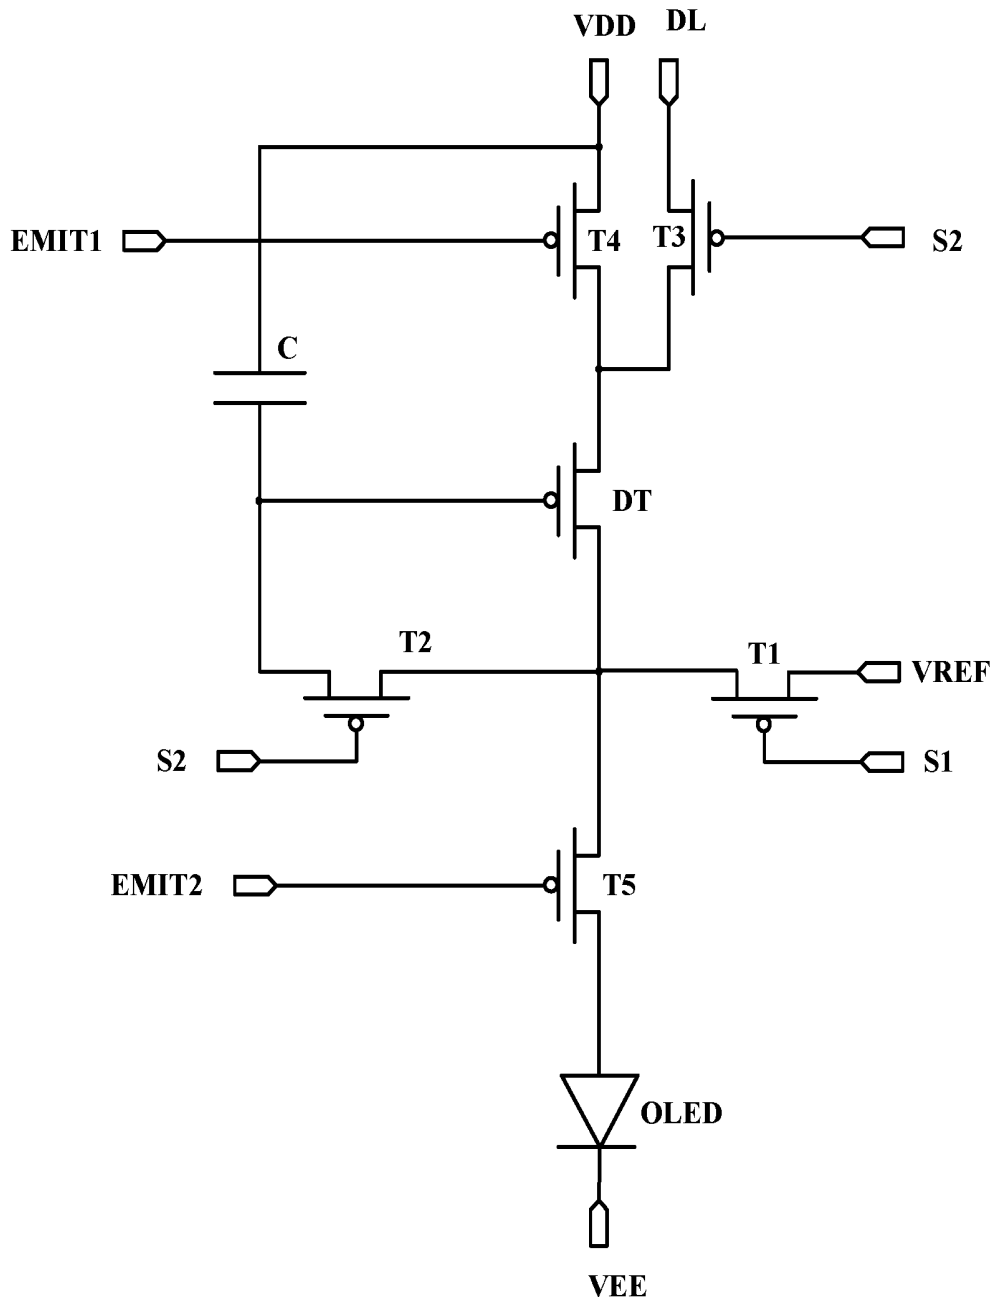 VDD DL
EMIT1 T4 T3 S2
C
DT
T2 T1 VREF
S2 S1
EMIT2 T5
OLED
VEE